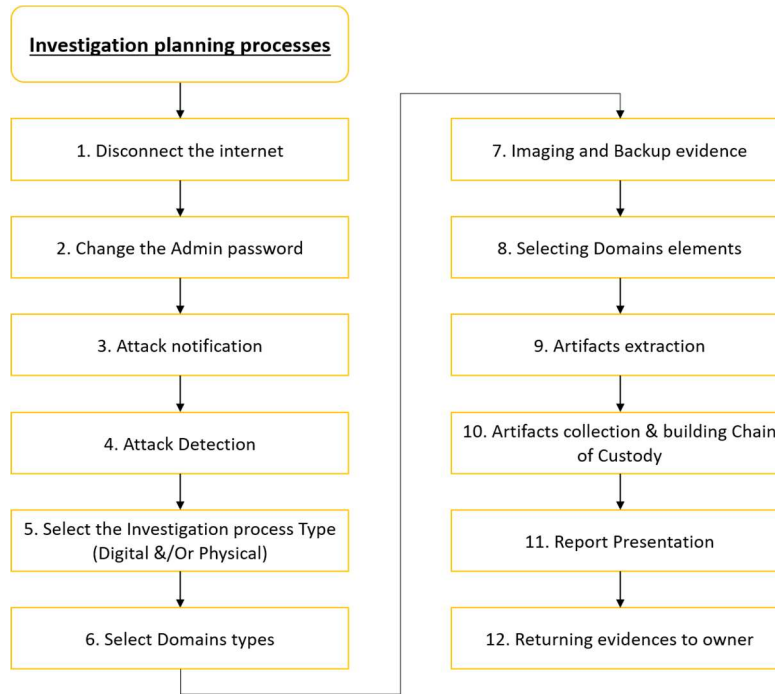 Investigation planning processes
1. Disconnect the internet
2. Change the Admin password
3. Attack notification
4. Attack Detection
5. Select the Investigation process Type
(Digital &/Or Physical)
6. Select Domains types
7. Imaging and Backup evidence
8. Selecting Domains elements
9. Artifacts extraction
10. Artifacts collection & building Chain
of Custody
11. Report Presentation
12. Returning evidences to owner